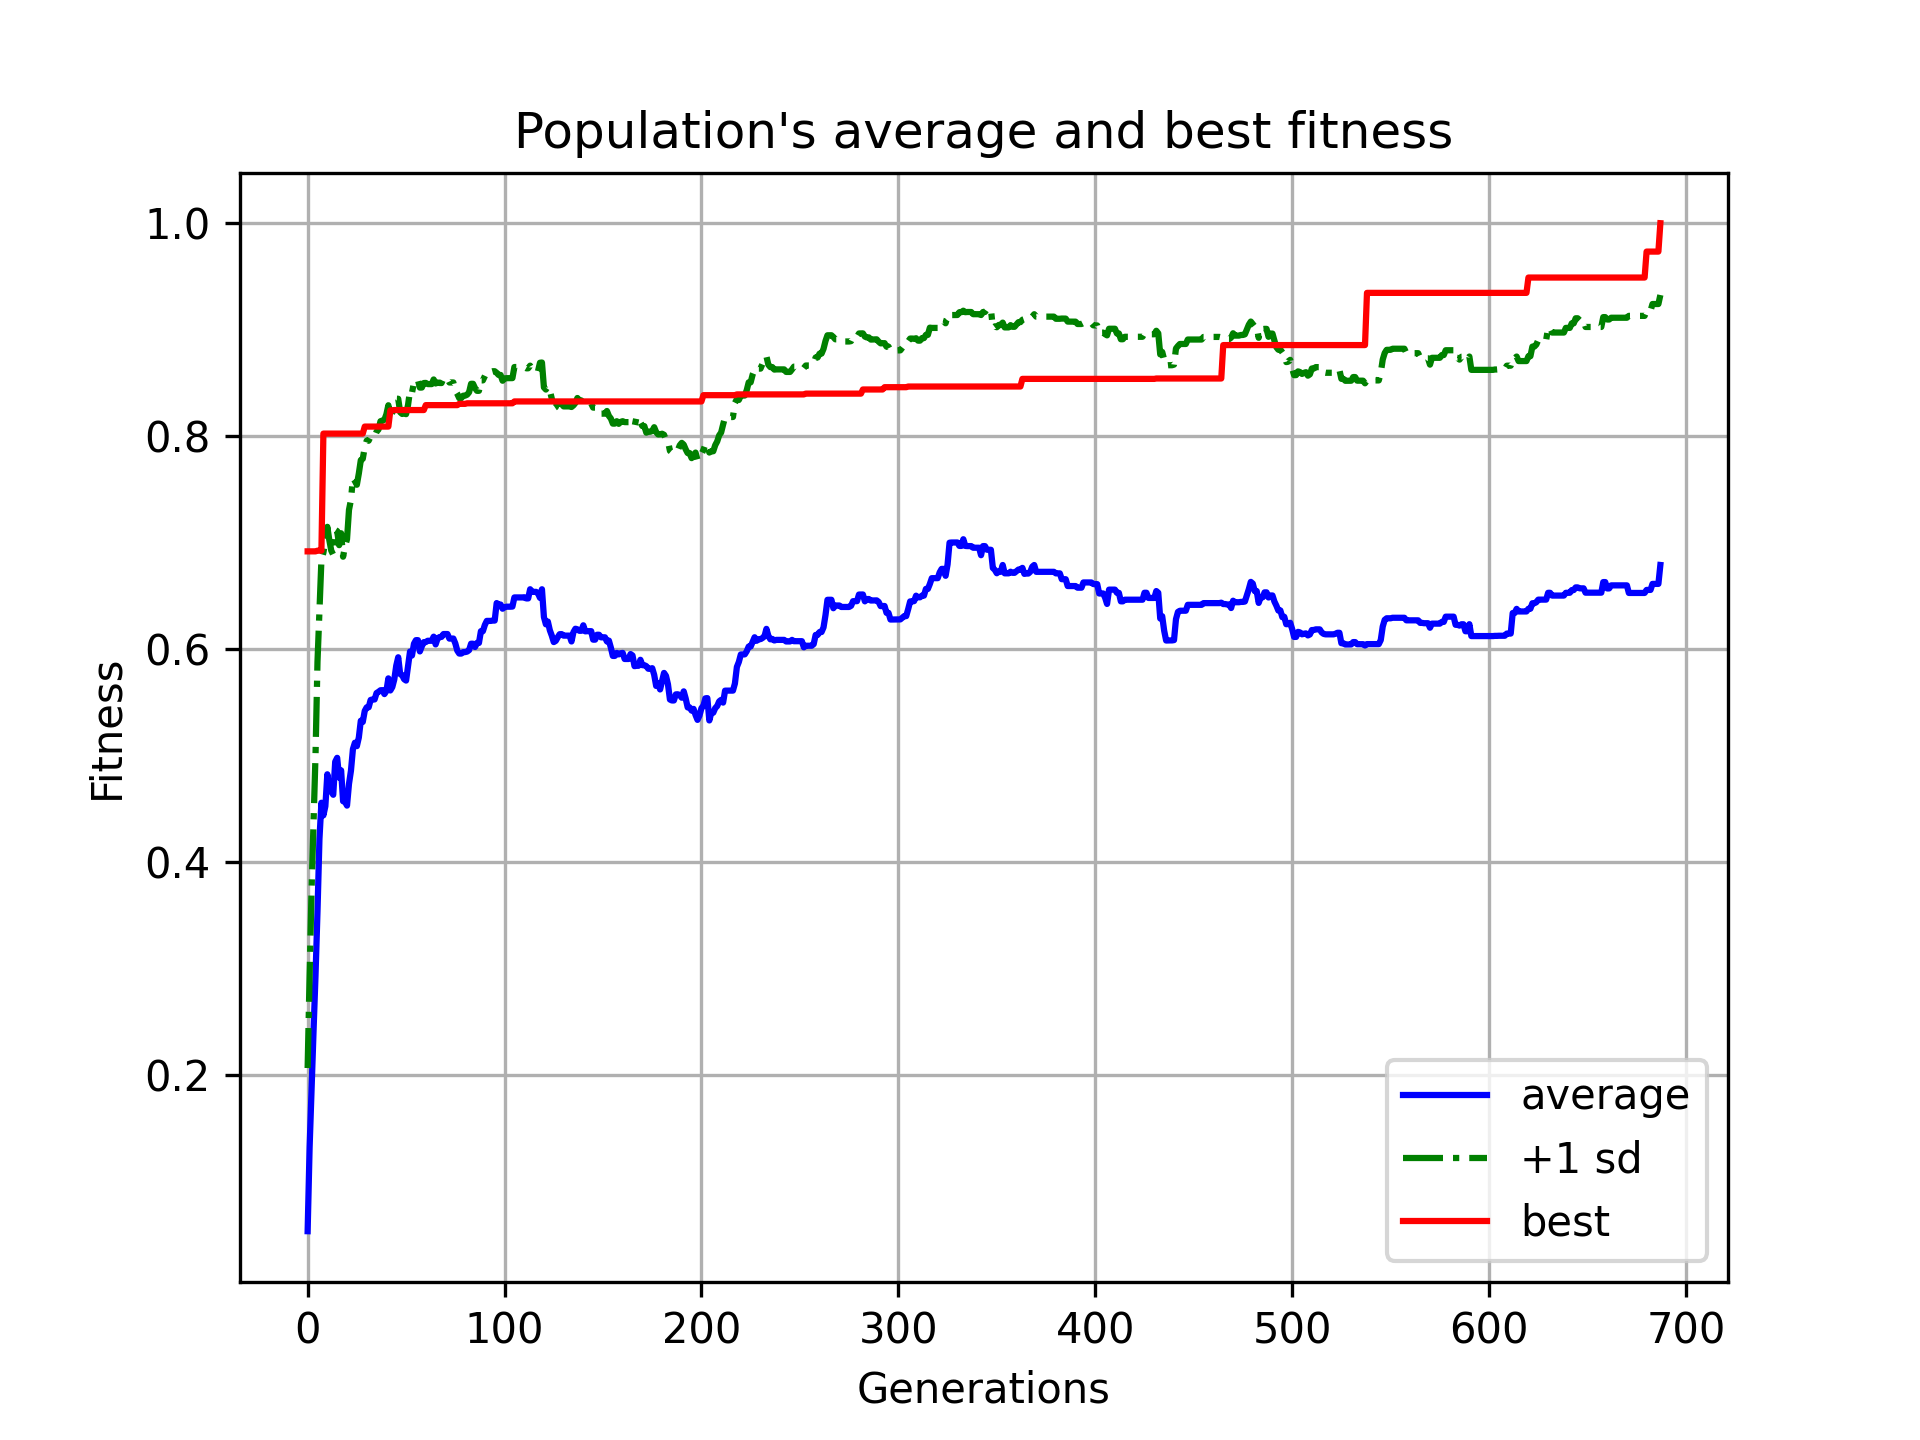 Population's average and best fitness
1.0
0.8
0.6
0.4
0.2
Fitness
average
+1 sd
best
0 100 200 300 400 500 600 700
Generations